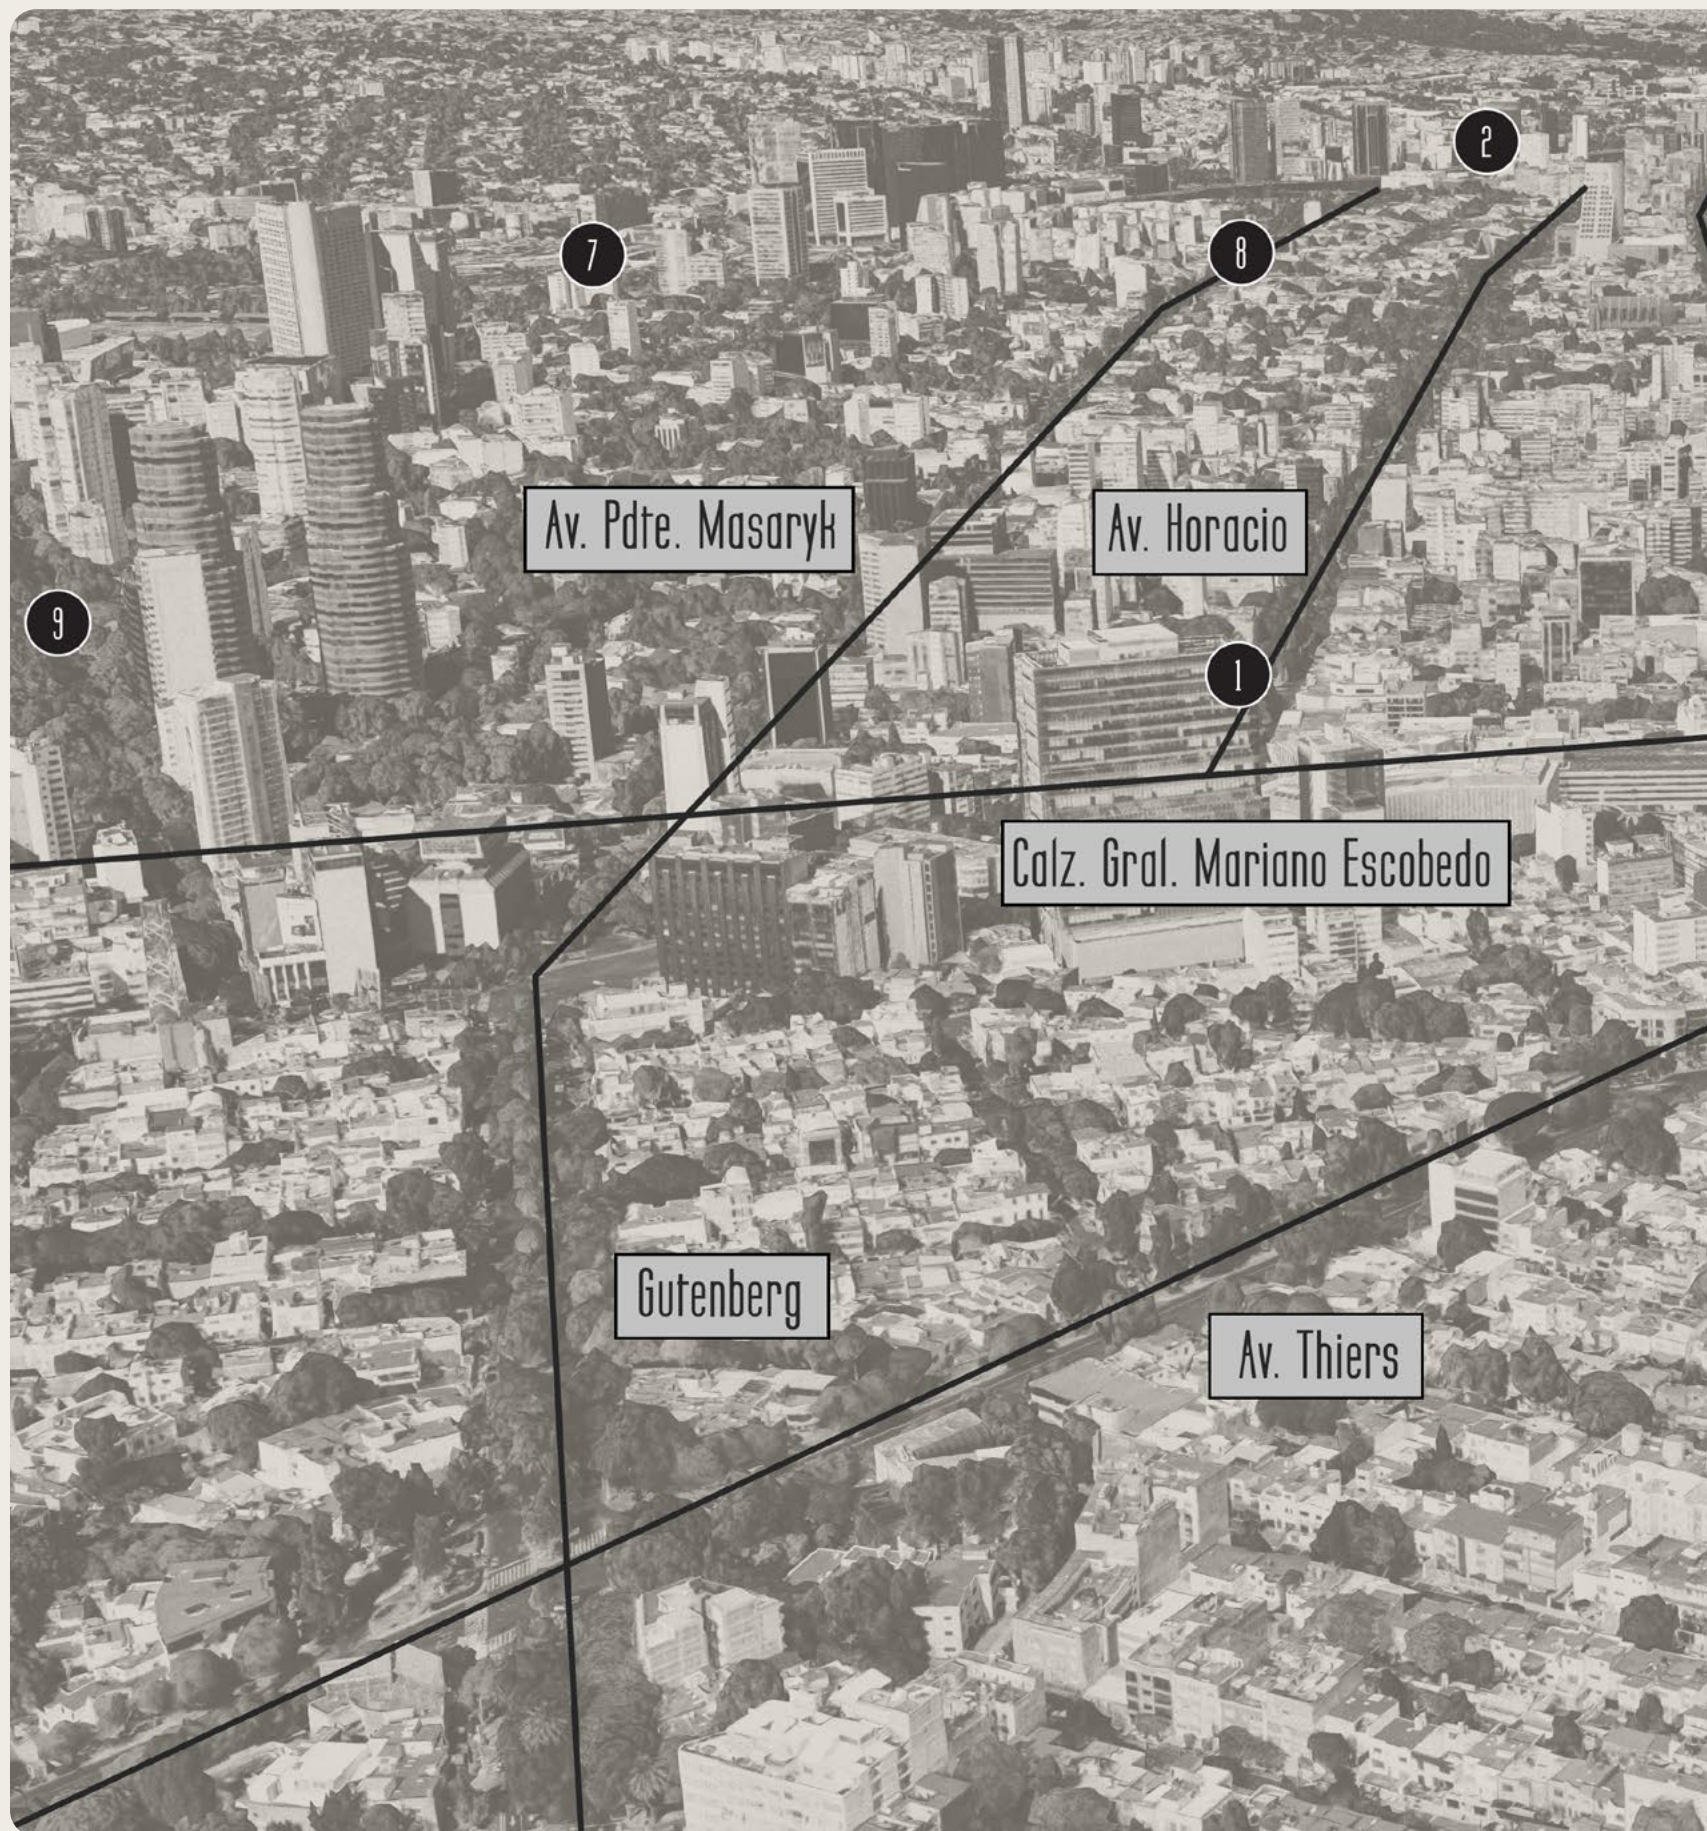 2
7
8
Av. Pdte. Masaryk
Av. Horacio
9
1
Calz. Gral. Mariano Escobedo
Gutenberg
Av. Thiers